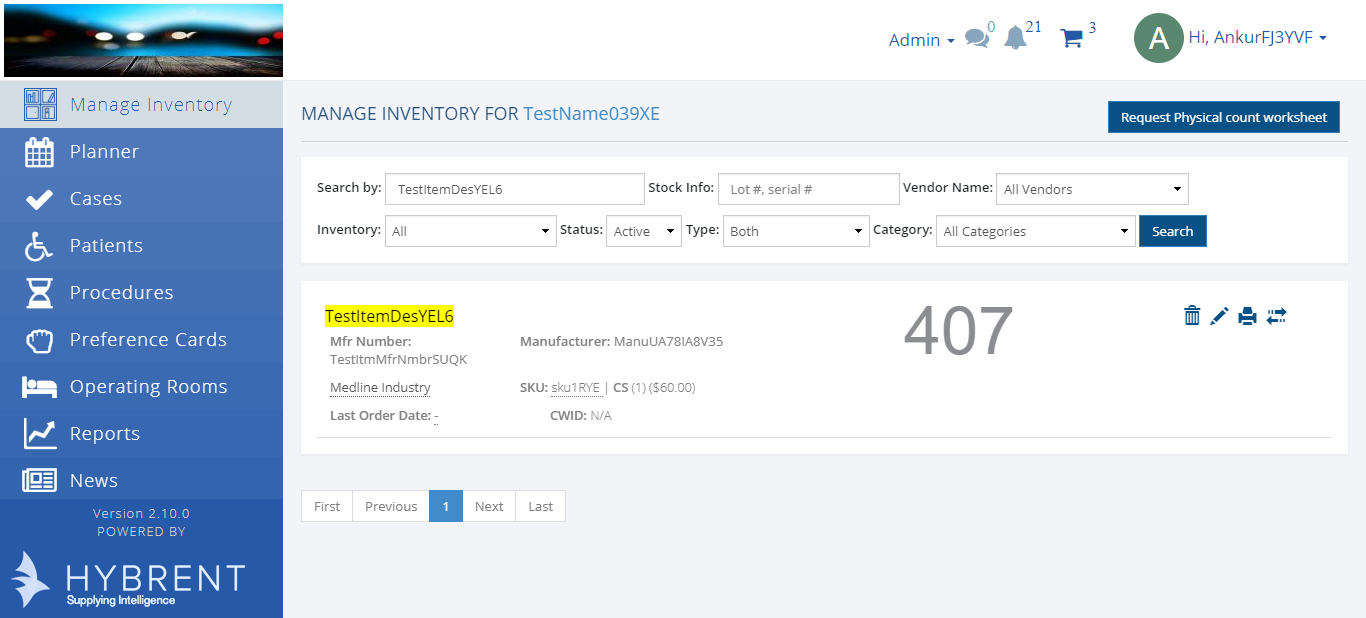 Admin
0
21
3
A
Hi, AnkurFJ3YVF
Manage Inventory
Planner
Cases
Patients
Procedures
Preference Cards
Operating Rooms
Reports
News
Version 2.10.0
POWERED BY
HYBRENT
Supplying Intelligence
MANAGE INVENTORY FOR TestName039XE
Request Physical count worksheet
Search by: TestItemDesYEL6 Stock Info: Lot #, serial # Vendor Name: All Vendors
Inventory: All Status: Active Type: Both Category: All Categories Search
TestItemDesYEL6
407
Mfr Number: Manufacturer: ManuUA78IA8V35
TestItmMfrNmbrSUQK
Medline Industry SKU: sku1RYE | CS (1) ($60.00)
Last Order Date: - CWID: N/A
First Previous 1 Next Last